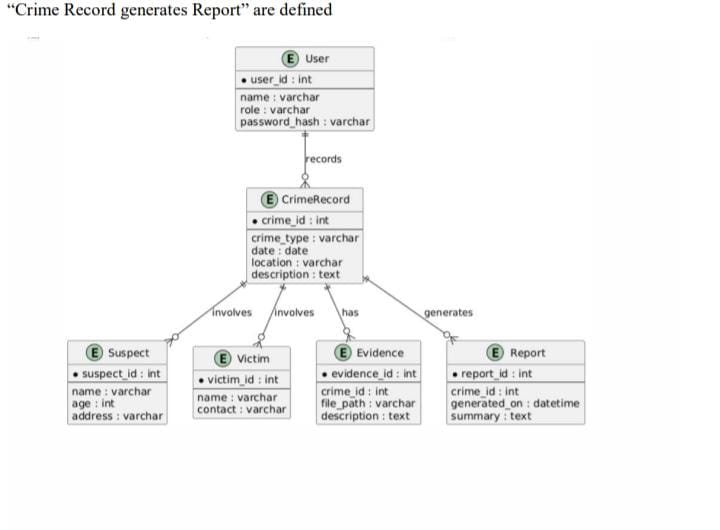 “Crime Record generates Report” are defined
E User
• user_id : int
name : varchar
role : varchar
password_hash : varchar
records
E CrimeRecord
• crime_id : int
crime_type : varchar
date : date
location : varchar
description : text
involves
involves
has
generates
E Suspect
• suspect_id : int
name : varchar
age : int
address : varchar
E Victim
• victim_id : int
name : varchar
contact : varchar
E Evidence
• evidence_id : int
crime_id : int
file_path : varchar
description : text
E Report
• report_id : int
crime_id : int
generated_on : datetime
summary : text